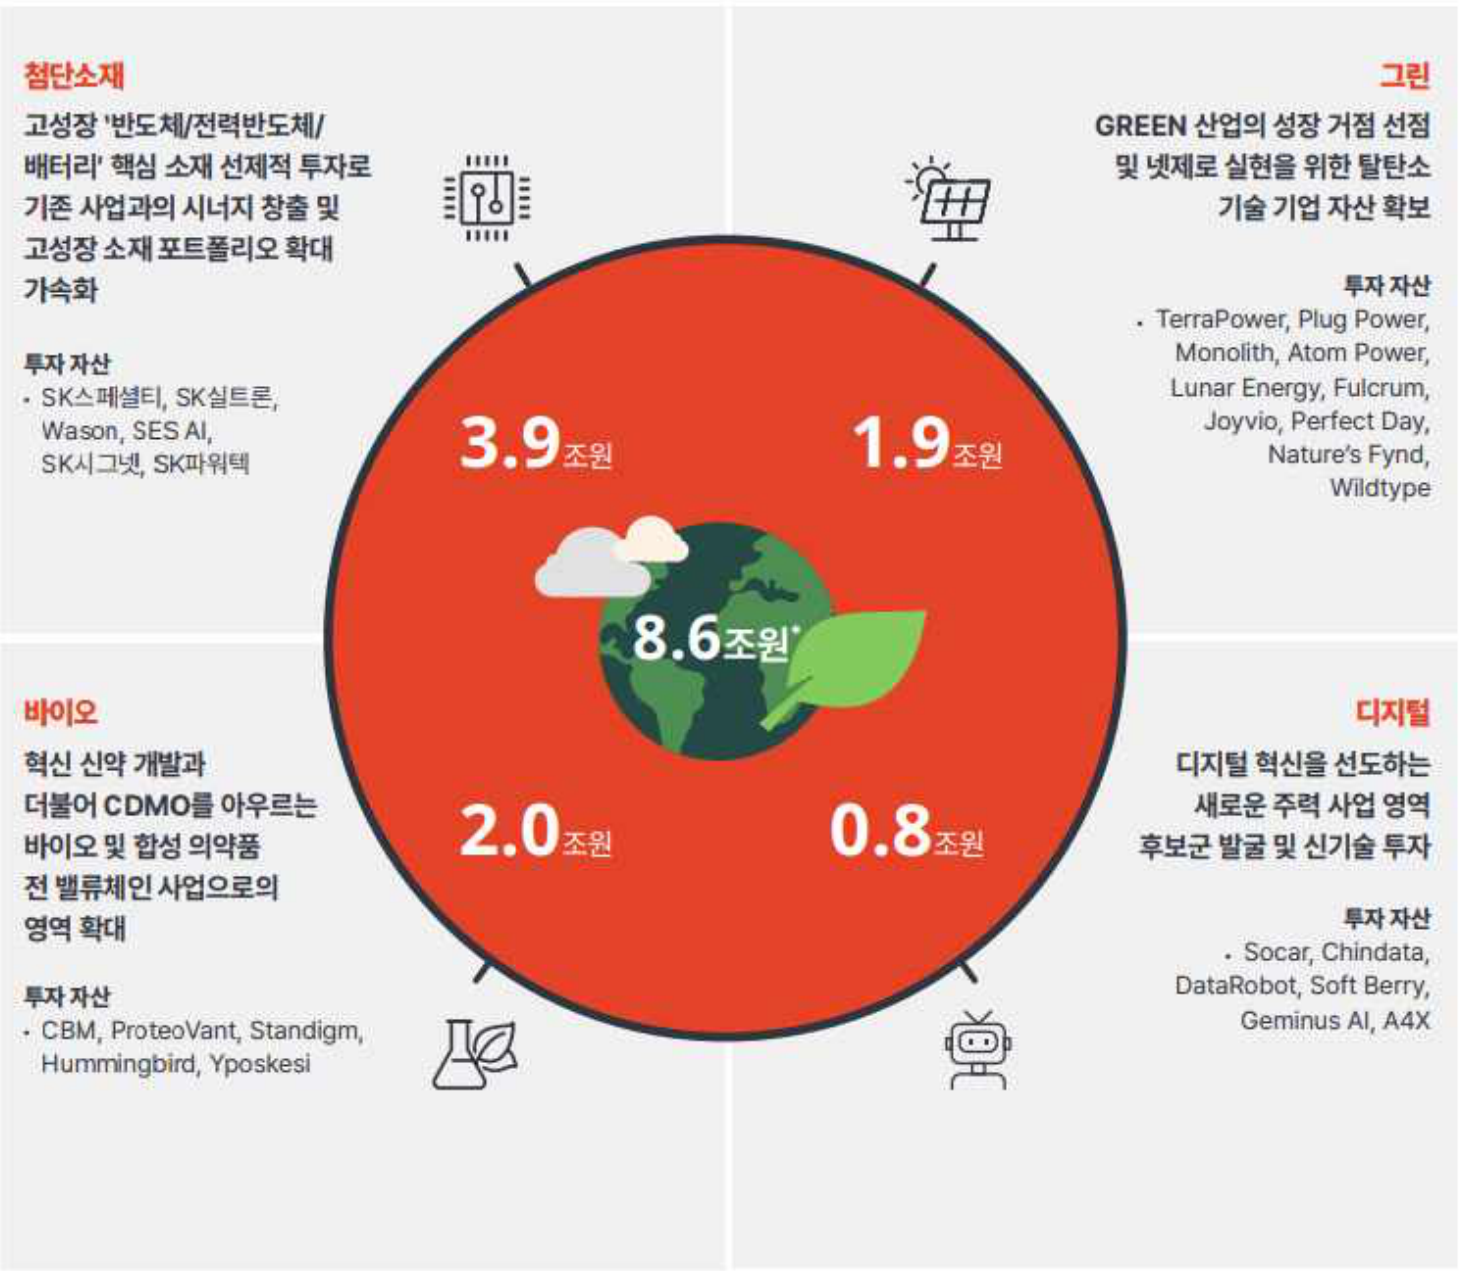 첨단소재
고성장 '반도체/전력반도체/
배터리' 핵심 소재 선제적 투자로
기존 사업과의 시너지 창출 및
고성장 소재 포트폴리오 확대
가속화
투자 자산
• SK스페셜티, SK실트론,
Wason, SES AI,
SK시그넷, SK파워텍
그린
GREEN 산업의 성장 거점 선점
및 넷제로 실현을 위한 탈탄소
기술 기업 자산 확보
투자 자산
• TerraPower, Plug Power,
Monolith, Atom Power,
Lunar Energy, Fulcrum,
Joyvio, Perfect Day,
Nature's Fynd,
Wildtype
3.9조원
1.9조원
8.6조원*
2.0조원
0.8조원
바이오
혁신 신약 개발과
더불어 CDMO를 아우르는
바이오 및 합성 의약품
전 밸류체인 사업으로의
영역 확대
투자 자산
• CBM, ProteoVant, Standigm,
Hummingbird, Yposkesi
디지털
디지털 혁신을 선도하는
새로운 주력 사업 영역
후보군 발굴 및 신기술 투자
투자 자산
• Socar, Chindata,
DataRobot, Soft Berry,
Geminus AI, A4X